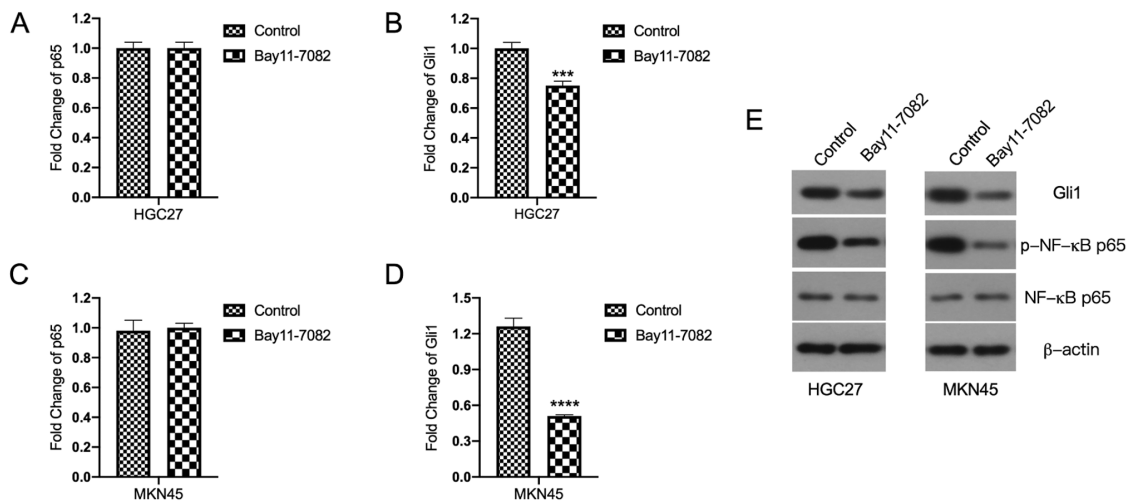 A
Fold Change of p65
1.2
1.0
0.8
0.6
0.4
0.2
0.0
HGC27
Control
Bay11-7082
B
Fold Change of Gli1
1.2
1.0
0.8
0.6
0.4
0.2
0.0
***
HGC27
Control
Bay11-7082
C
Fold Change of p65
1.2
1.0
0.8
0.6
0.4
0.2
0.0
MKN45
Control
Bay11-7082
D
Fold Change of Gli1
1.5
1.2
0.9
0.6
0.3
0.0
****
MKN45
Control
Bay11-7082
E
Control
Bay11-7082
Control
Bay11-7082
Gli1
p–NF–κB p65
NF–κB p65
β–actin
HGC27
MKN45